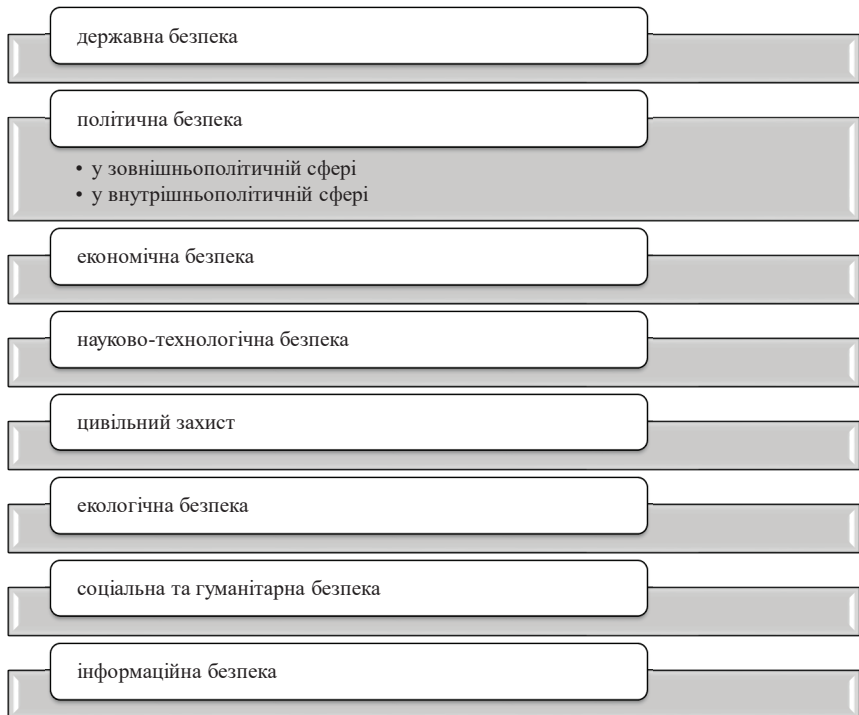 державна безпека
політична безпека
• у зовнішньополітичній сфері
• у внутрішньополітичній сфері
економічна безпека
науково-технологічна безпека
цивільний захист
екологічна безпека
соціальна та гуманітарна безпека
інформаційна безпека